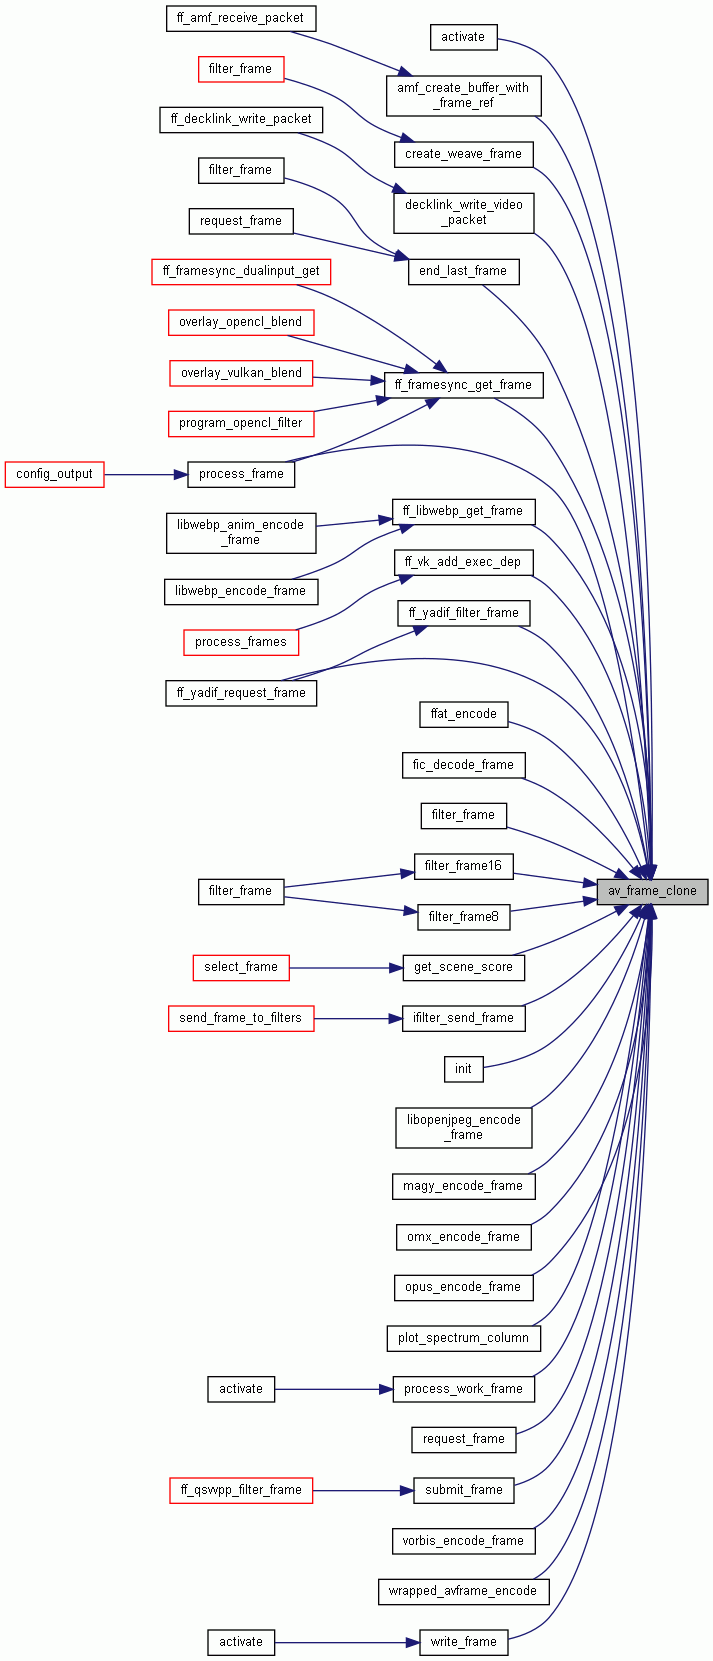 ff_amf_receive_packet
activate
filter_frame
amf_create_buffer_with
_frame_ref
ff_decklink_write_packet
create_weave_frame
filter_frame
decklink_write_video
_packet
request_frame
end_last_frame
ff_framesync_dualinput_get
overlay_opencl_blend
overlay_vulkan_blend
ff_framesync_get_frame
program_opencl_filter
config_output
process_frame
libwebp_anim_encode
_frame
ff_libwebp_get_frame
libwebp_encode_frame
ff_vk_add_exec_dep
process_frames
ff_yadif_filter_frame
ff_yadif_request_frame
ffat_encode
fic_decode_frame
filter_frame
filter_frame16
filter_frame
av_frame_clone
filter_frame8
select_frame
get_scene_score
send_frame_to_filters
ifilter_send_frame
init
libopenjpeg_encode
_frame
magy_encode_frame
omx_encode_frame
opus_encode_frame
plot_spectrum_column
activate
process_work_frame
request_frame
ff_qsvvpp_filter_frame
submit_frame
vorbis_encode_frame
wrapped_avframe_encode
activate
write_frame